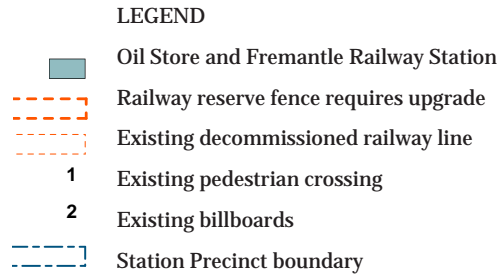 LEGEND
Oil Store and Fremantle Railway Station
Railway reserve fence requires upgrade
Existing decommissioned railway line
1 Existing pedestrian crossing
2 Existing billboards
Station Precinct boundary